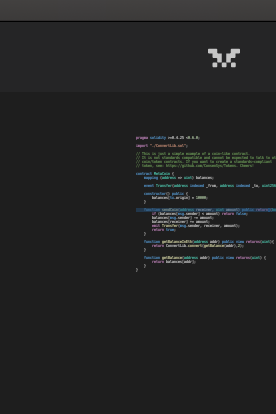 pragma solidity >=0.4.25 <0.6.0;
import "./ConvertLib.sol";
// This is just a simple example of a coin-like contract.
// It is not standards compatible and cannot be expected to talk to other
// coin/token contracts. If you want to create a standards-compliant
// token, see: https://github.com/ConsenSys/Tokens. Cheers!
contract MetaCoin {
mapping (address => uint) balances;
event Transfer(address indexed _from, address indexed _to, uint256
constructor() public {
balances[tx.origin] = 10000;
}
function sendCoin(address receiver, uint amount) public returns(
if (balances[msg.sender] < amount) return false;
balances[msg.sender] -= amount;
balances[receiver] += amount;
emit Transfer(msg.sender, receiver, amount);
return true;
}
function getBalanceInEth(address addr) public view returns(uint){
return ConvertLib.convert(getBalance(addr),2);
}
function getBalance(address addr) public view returns(uint) {
return balances[addr];
}
}